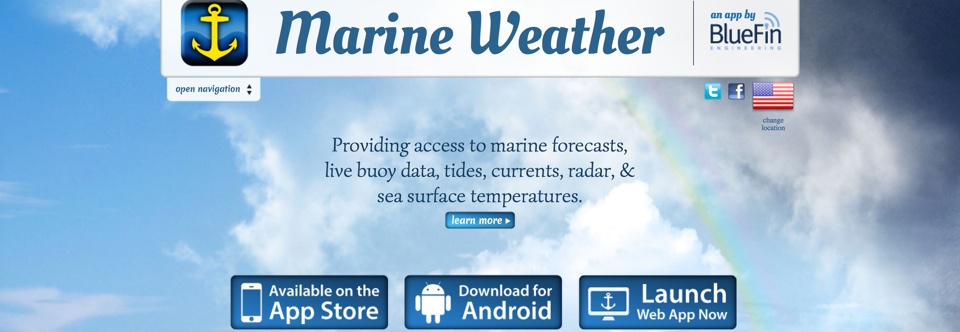 Marine Weather
an app by
BlueFin
ENGINEERING
open navigation
change
location
Providing access to marine forecasts,
live buoy data, tides, currents, radar, &
sea surface temperatures.
learn more
Available on the
App Store
Download for
Android
Launch
Web App Now